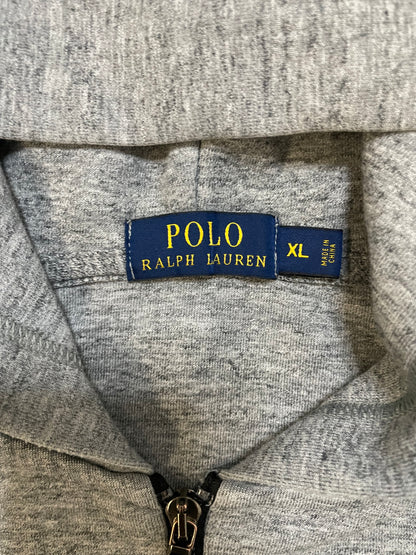 POLO
RALPH LAUREN
XL
MADE IN
CHINA